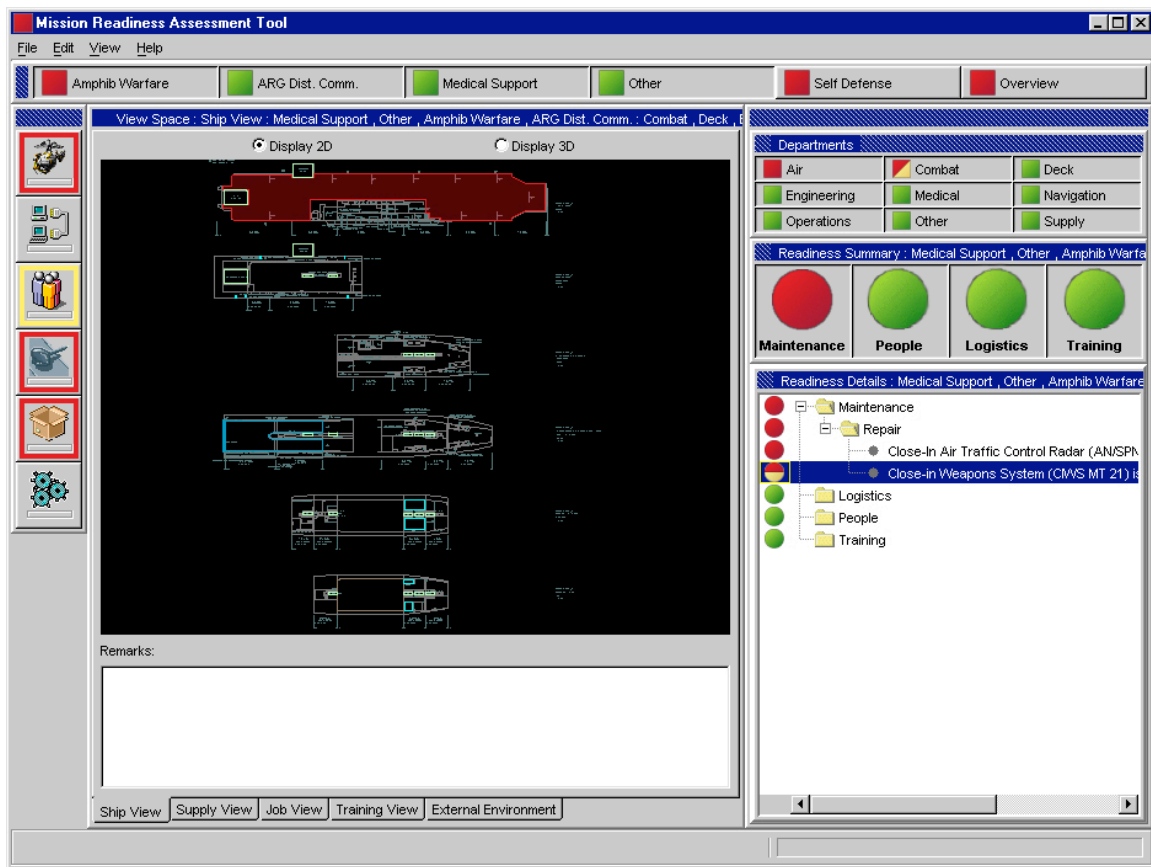 Mission Readiness Assessment Tool
File Edit View Help
Amphib Warfare ARG Dist. Comm. Medical Support Other Self Defense Overview
View Space : Ship View : Medical Support , Other , Amphib Warfare , ARG Dist. Comm. : Combat , Deck ,
Display 2D Display 3D
Departments
Air Combat Deck
Engineering Medical Navigation
Operations Other Supply
Readiness Summary : Medical Support , Other , Amphib Warfa
Maintenance People Logistics Training
Readiness Details : Medical Support , Other , Amphib Warfare
Maintenance
Repair
Close-In Air Traffic Control Radar (AN/SPN
Close-in Weapons System (CIWS MT 21) is
Logistics
People
Training
Remarks:
Ship View Supply View Job View Training View External Environment